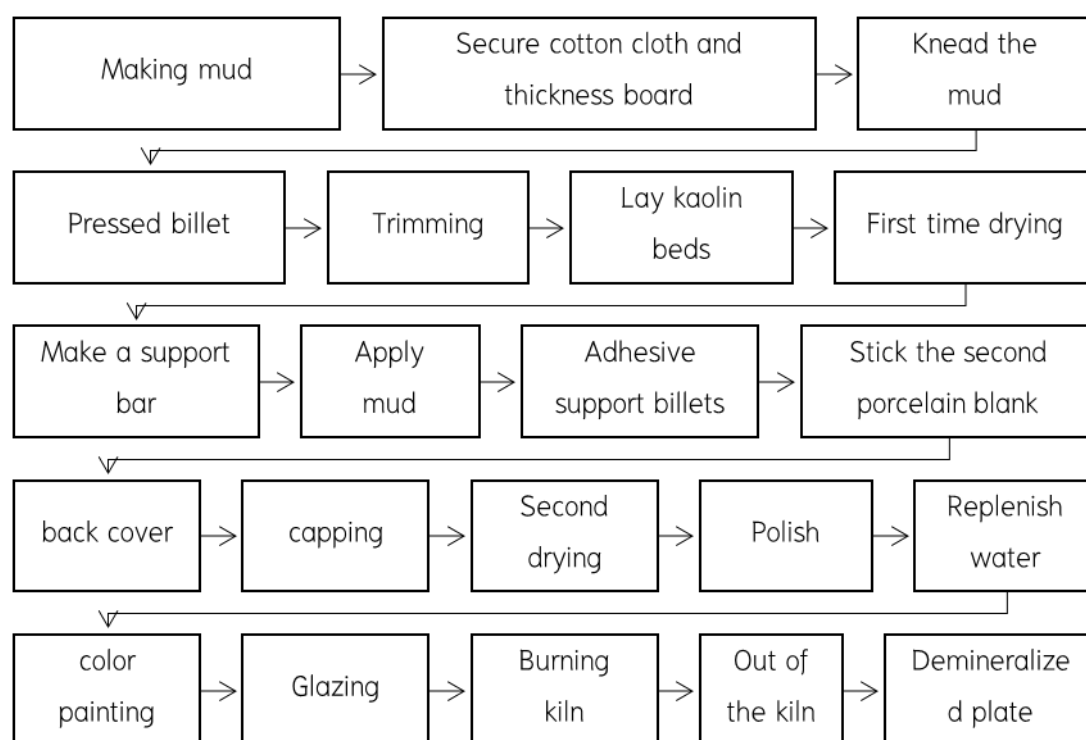 Making mud
Secure cotton cloth and
thickness board
Knead the
mud
Pressed billet
Trimming
Lay kaolin
beds
First time drying
Make a support
bar
Apply
mud
Adhesive
support billets
Stick the second
porcelain blank
back cover
capping
Second
drying
Polish
Replenish
water
color
painting
Glazing
Burning
kiln
Out of
the kiln
Demineralize
d plate